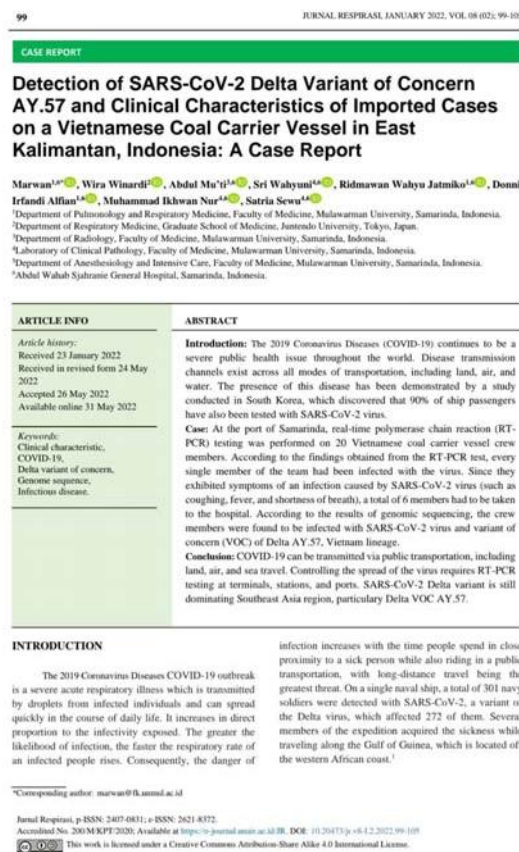 99
JURNAL RESPIRASI, JANUARY 2022, VOL 08 (02); 99-10
CASE REPORT
Detection of SARS-CoV-2 Delta Variant of Concern
AY.57 and Clinical Characteristics of Imported Cases
on a Vietnamese Coal Carrier Vessel in East
Kalimantan, Indonesia: A Case Report
Marwan, Wira Winardi, Abdul Mu'ti, Sri Wahyuni, Ridmawan Wahyu Jatmiko, Donni
Irfandi Alfian, Muhammad Ikhwan Nur, Satria Sewu
¹Department of Pulmonology and Respiratory Medicine, Faculty of Medicine, Mulawarman University, Samarinda, Indonesia.
²Department of Respiratory Medicine, Graduate School of Medicine, Juntendo University, Tokyo, Japan.
³Department of Radiology, Faculty of Medicine, Mulawarman University, Samarinda, Indonesia.
⁴Laboratory of Clinical Pathology, Faculty of Medicine, Mulawarman University, Samarinda, Indonesia.
⁵Department of Anesthesiology and Intensive Care, Faculty of Medicine, Mulawarman University, Samarinda, Indonesia.
⁶Abdul Wahab Sjahranie General Hospital, Samarinda, Indonesia.
ARTICLE INFO
Article history:
Received 23 January 2022
Received in revised form 24 May
2022
Accepted 26 May 2022
Available online 31 May 2022
Keywords:
Clinical characteristic,
COVID-19,
Delta variant of concern,
Genome sequence,
Infectious disease.
ABSTRACT
Introduction: The 2019 Coronavirus Diseases (COVID-19) continues to be a
severe public health issue throughout the world. Disease transmission
channels exist across all modes of transportation, including land, air, and
water. The presence of this disease has been demonstrated by a study
conducted in South Korea, which discovered that 90% of ship passengers
have also been tested with SARS-CoV-2 virus.
Case: At the port of Samarinda, real-time polymerase chain reaction (RT-
PCR) testing was performed on 20 Vietnamese coal carrier vessel crew
members. According to the findings obtained from the RT-PCR test, every
single member of the team had been infected with the virus. Since they
exhibited symptoms of an infection caused by SARS-CoV-2 virus (such as
coughing, fever, and shortness of breath), a total of 6 members had to be taken
to the hospital. According to the results of genomic sequencing, the crew
members were found to be infected with SARS-CoV-2 virus and variant of
concern (VOC) of Delta AY.57, Vietnam lineage.
Conclusion: COVID-19 can be transmitted via public transportation, including
land, air, and sea travel. Controlling the spread of the virus requires RT-PCR
testing at terminals, stations, and ports. SARS-CoV-2 Delta variant is still
dominating Southeast Asia region, particulary Delta VOC AY.57.
INTRODUCTION
The 2019 Coronavirus Diseases COVID-19 outbreak
is a severe acute respiratory illness which is transmitted
by droplets from infected individuals and can spread
quickly in the course of daily life. It increases in direct
proportion to the infectivity exposed. The greater the
likelihood of infection, the faster the respiratory rate of
an infected people rises. Consequently, the danger of
infection increases with the time people spend in close
proximity to a sick person while also riding in a public
transportation, with long-distance travel being the
greatest threat. On a single naval ship, a total of 301 navy
soldiers were detected with SARS-CoV-2, a variant of
the Delta virus, which affected 272 of them. Several
members of the expedition acquired the sickness while
traveling along the Gulf of Guinea, which is located off
the western African coast.¹
*Corresponding author: marwan@fk.unmul.ac.id
Jurnal Respirasi, p-ISSN: 2407-0831; e-ISSN: 2621-8372.
Accredited No. 200/M/KPT/2020; Available at https://e-journal.unair.ac.id/JR. DOI: 10.20473/jr.v8-I.2.2022.99-105
This work is licensed under a Creative Commons Attribution-Share Alike 4.0 International License.